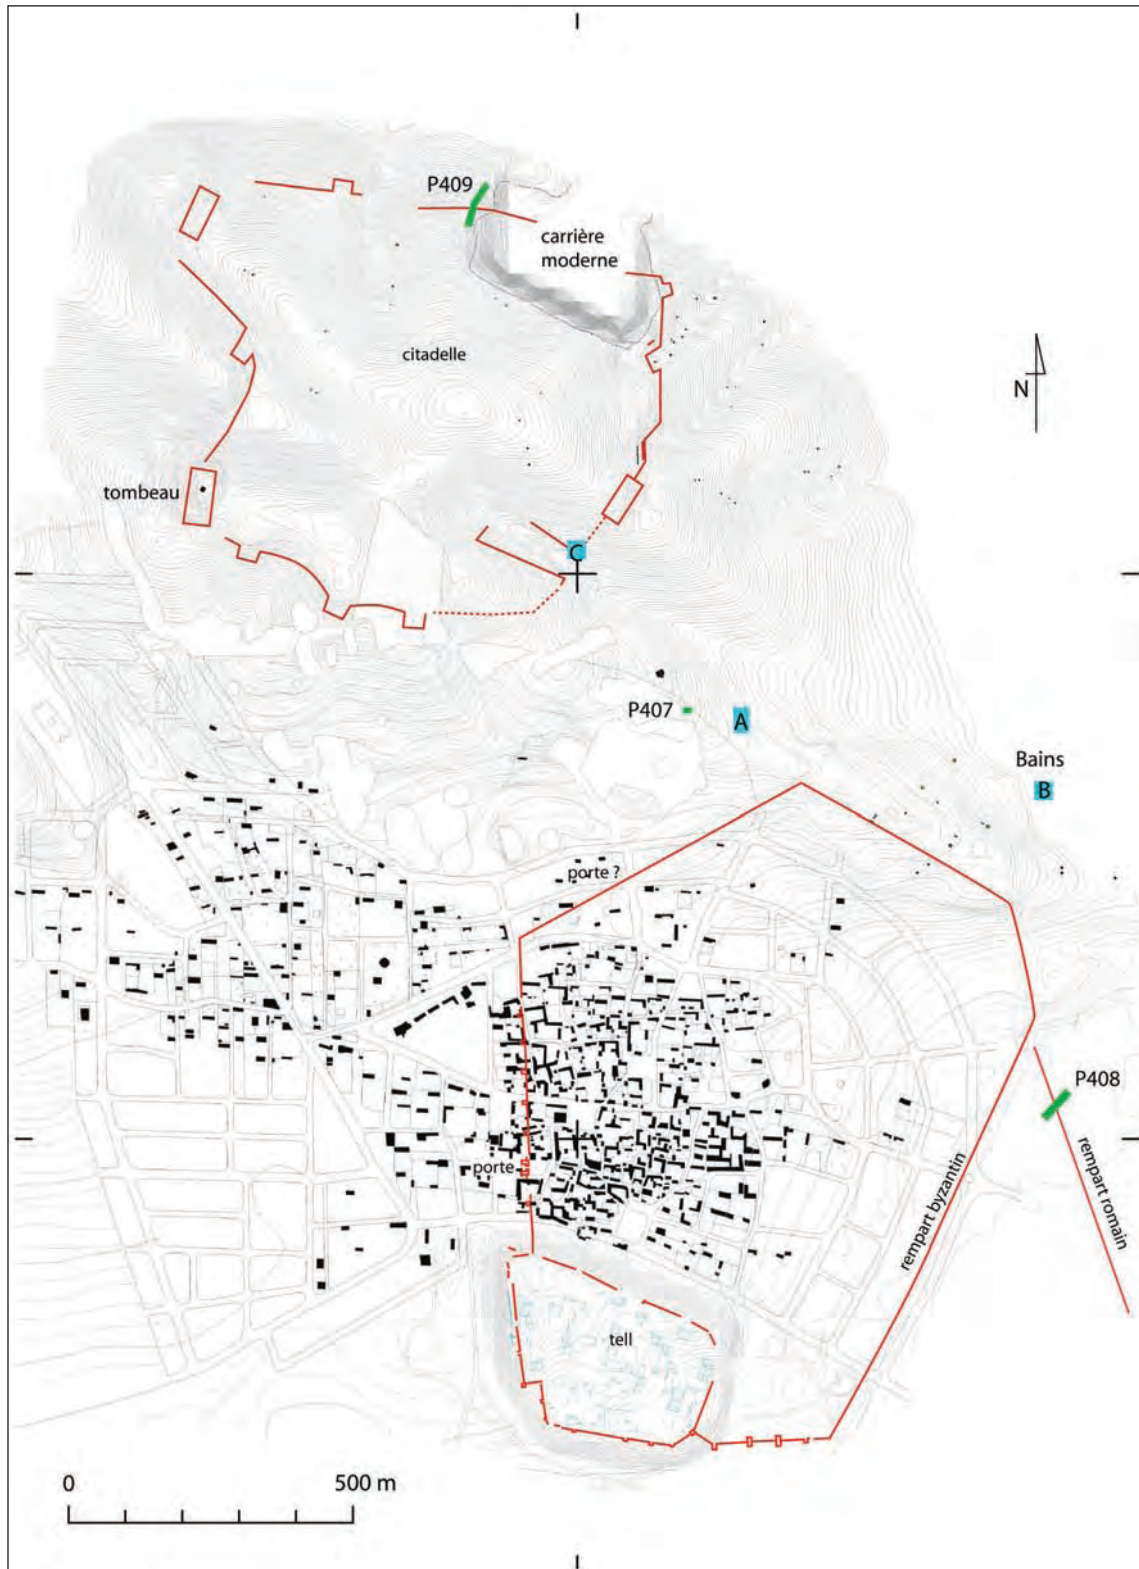 P409
carrière
moderne
citadelle
N
tombeau
C
P407
A
Bains
B
porte ?
P408
porte
rempart byzantin
rempart romain
tell
0 500 m